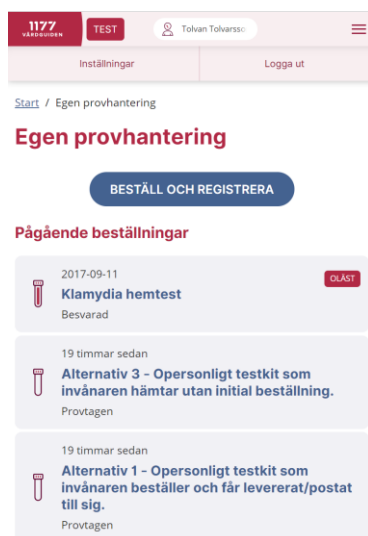 1177
VÅRDGUIDEN
TEST
Tolvan Tolvarsso
Inställningar
Logga ut
Start / Egen provhantering
Egen provhantering
BESTÄLL OCH REGISTRERA
Pågående beställningar
2017-09-11
OLÄST
Klamydia hemtest
Besvarad
19 timmar sedan
Alternativ 3 - Opersonligt testkit som
invånaren hämtar utan initial beställning.
Provtagen
19 timmar sedan
Alternativ 1 - Opersonligt testkit som
invånaren beställer och får levererat/postat
till sig.
Provtagen